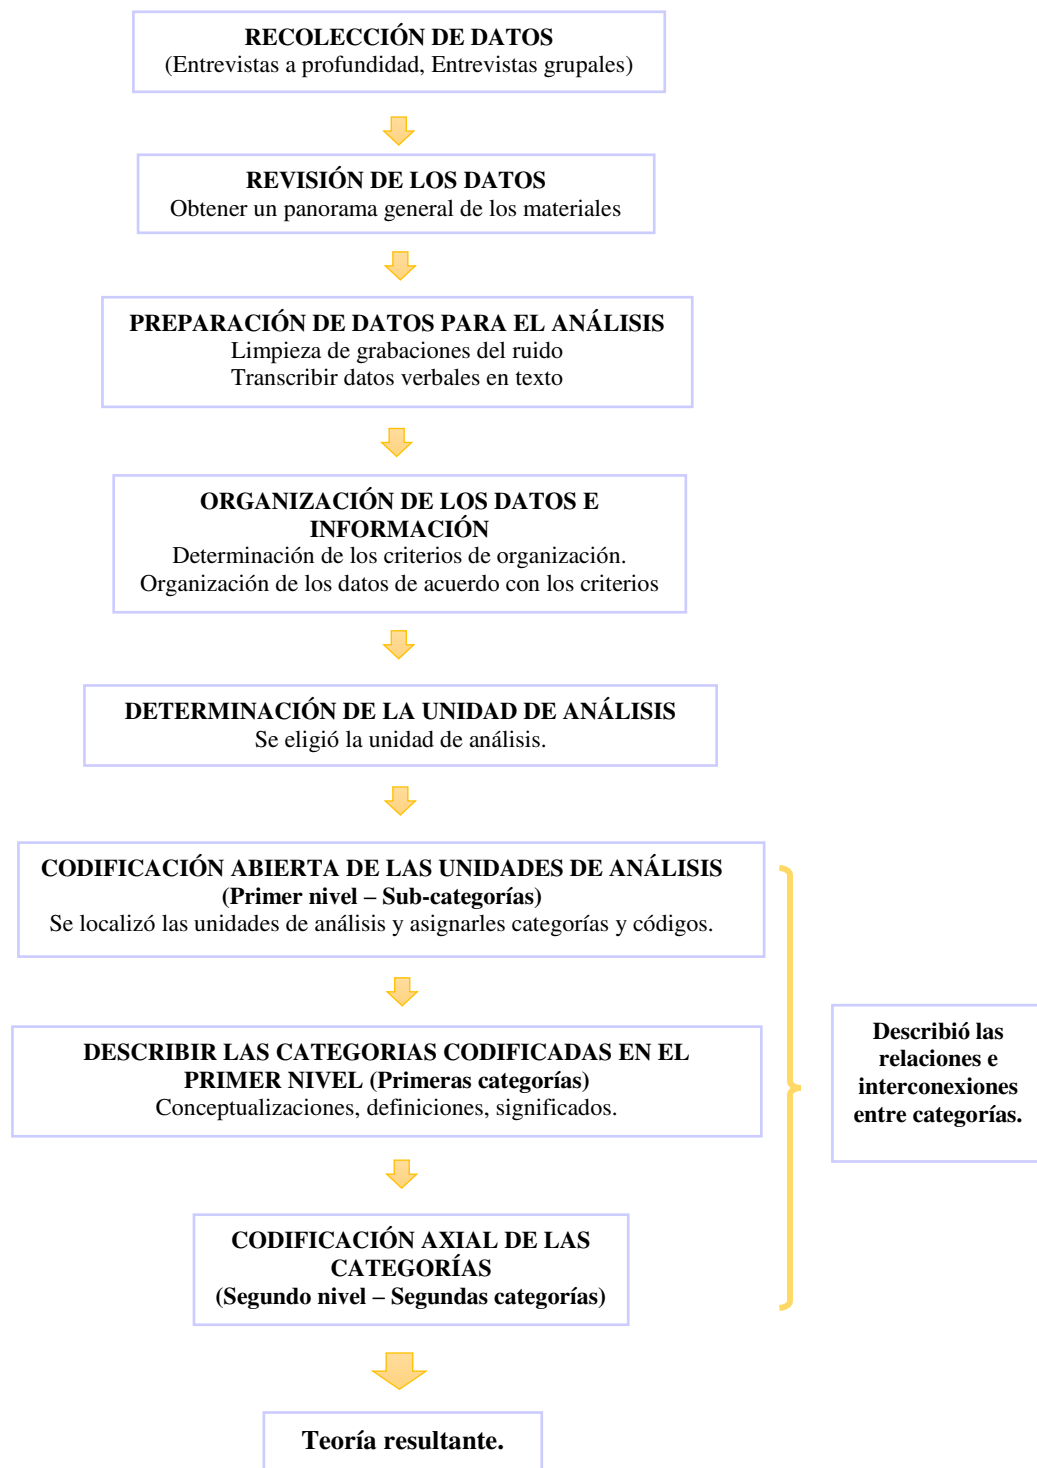 RECOLECCIÓN DE DATOS
(Entrevistas a profundidad, Entrevistas grupales)
REVISIÓN DE LOS DATOS
Obtener un panorama general de los materiales
PREPARACIÓN DE DATOS PARA EL ANÁLISIS
Limpieza de grabaciones del ruido
Transcribir datos verbales en texto
ORGANIZACIÓN DE LOS DATOS E
INFORMACIÓN
Determinación de los criterios de organización.
Organización de los datos de acuerdo con los criterios
DETERMINACIÓN DE LA UNIDAD DE ANÁLISIS
Se eligió la unidad de análisis.
CODIFICACIÓN ABIERTA DE LAS UNIDADES DE ANÁLISIS
(Primer nivel – Sub-categorías)
Se localizó las unidades de análisis y asignarles categorías y códigos.
DESCRIBIR LAS CATEGORIAS CODIFICADAS EN EL
PRIMER NIVEL (Primeras categorías)
Conceptualizaciones, definiciones, significados.
CODIFICACIÓN AXIAL DE LAS
CATEGORÍAS
(Segundo nivel – Segundas categorías)
Describió las
relaciones e
interconexiones
entre categorías.
Teoría resultante.